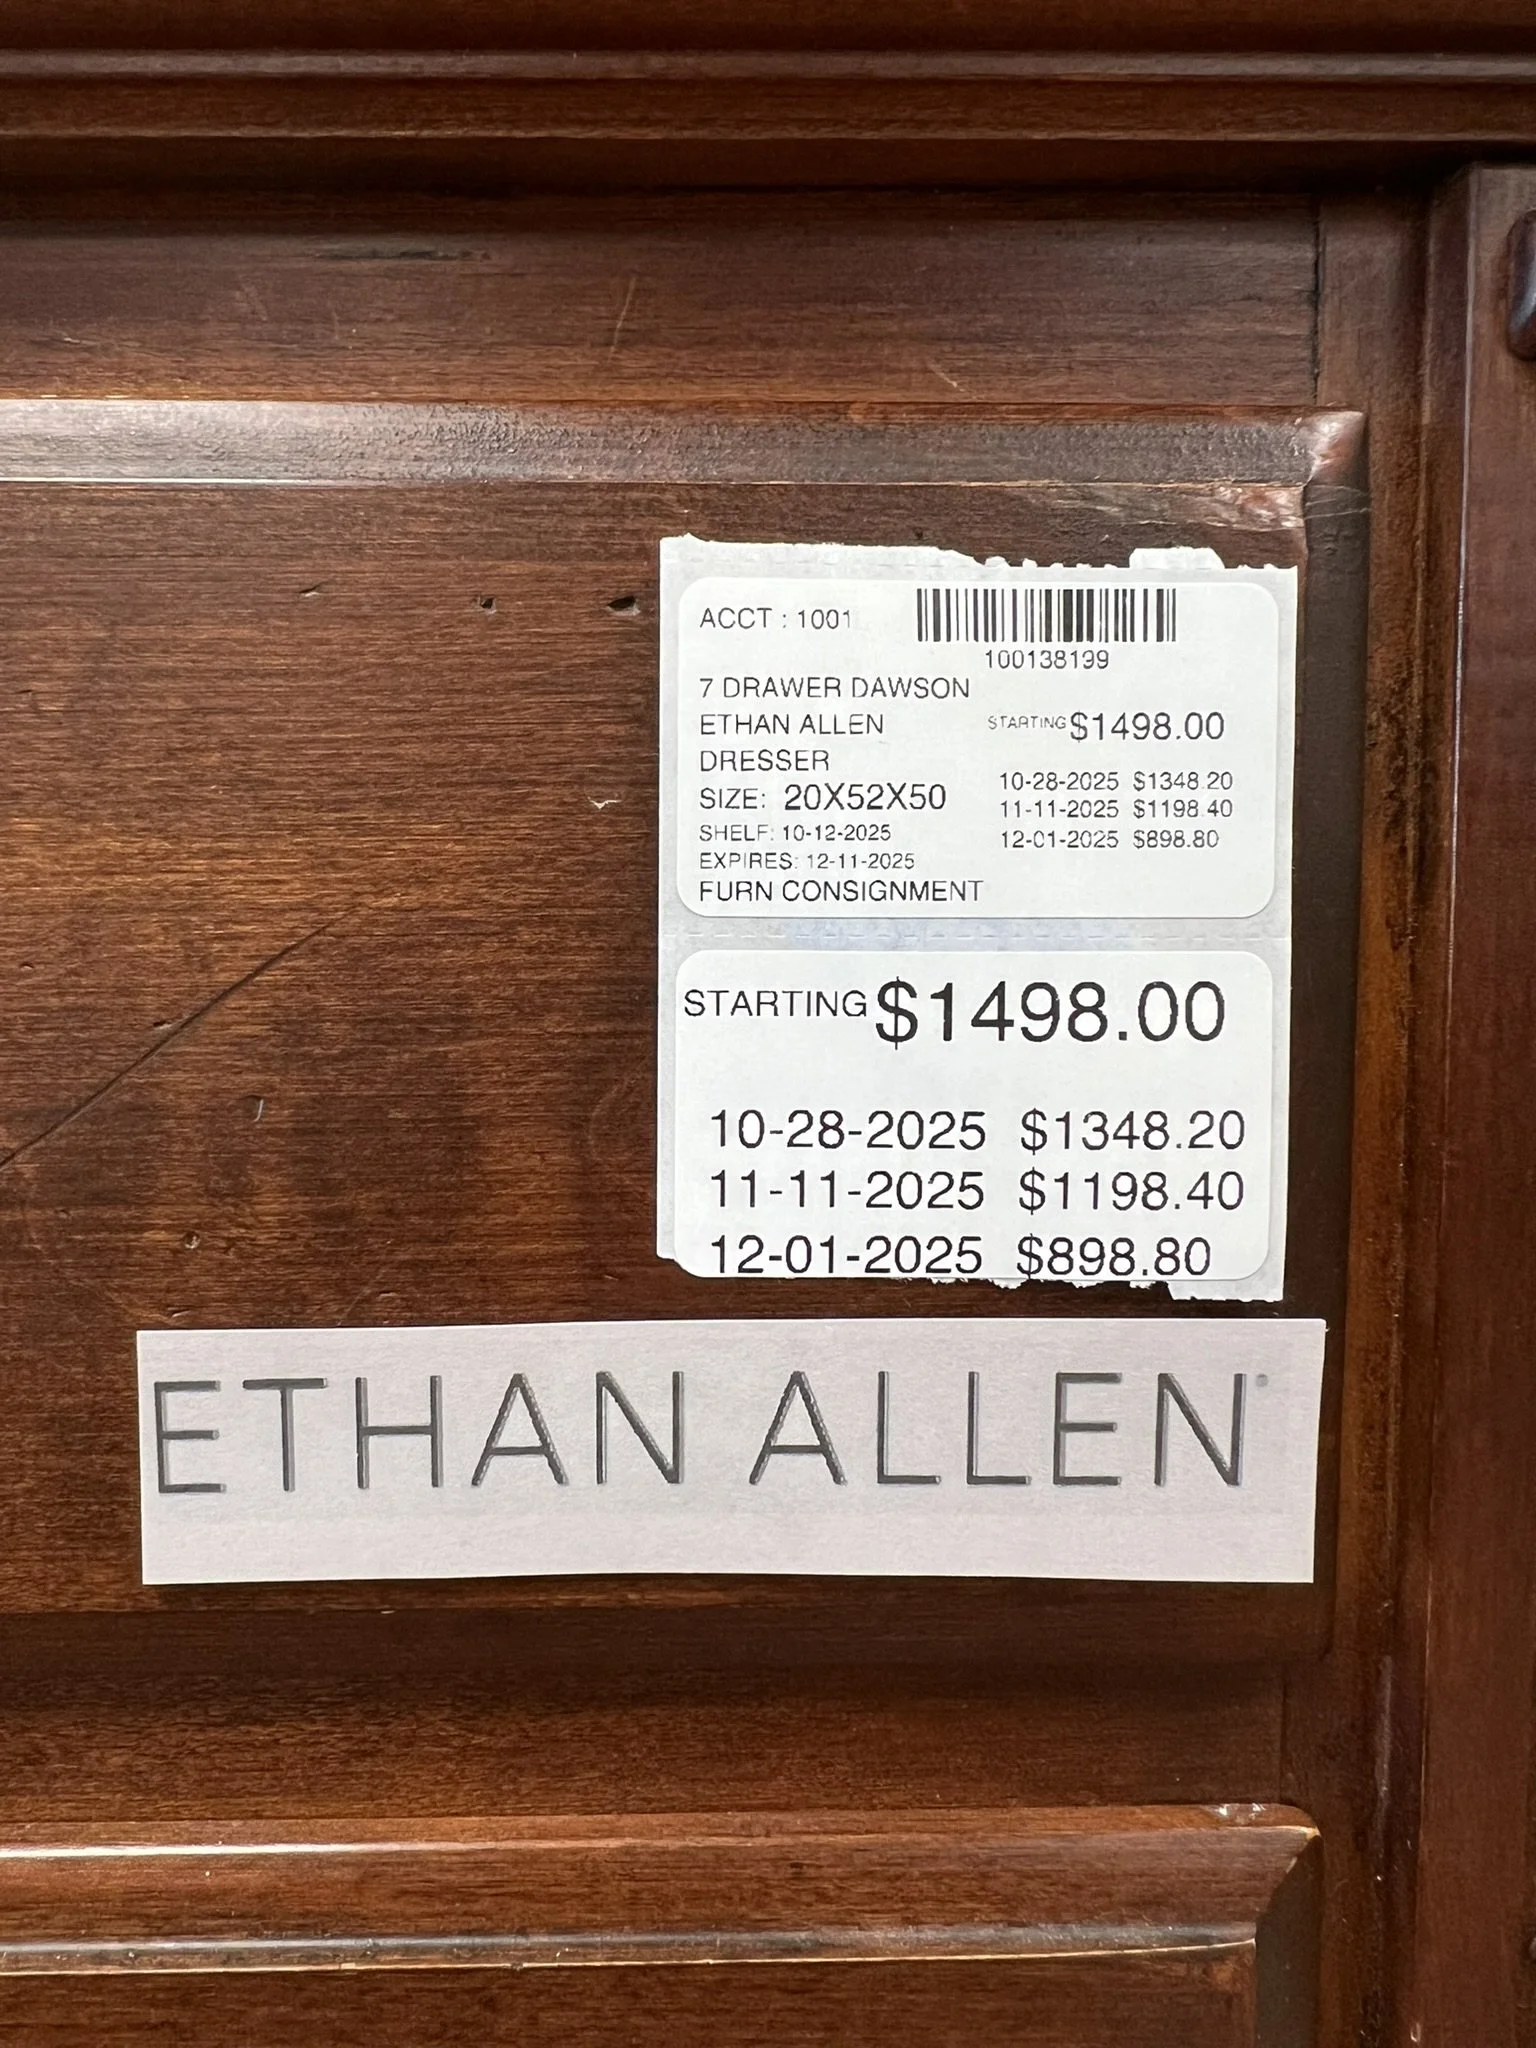 ACCT : 1001
100138199
7 DRAWER DAWSON
ETHAN ALLEN
DRESSER
SIZE: 20X52X50
SHELF: 10-12-2025
EXPIRES: 12-11-2025
FURN CONSIGNMENT
STARTING $1498.00
10-28-2025 $1348.20
11-11-2025 $1198.40
12-01-2025 $898.80
STARTING $1498.00
10-28-2025 $1348.20
11-11-2025 $1198.40
12-01-2025 $898.80
ETHAN ALLEN